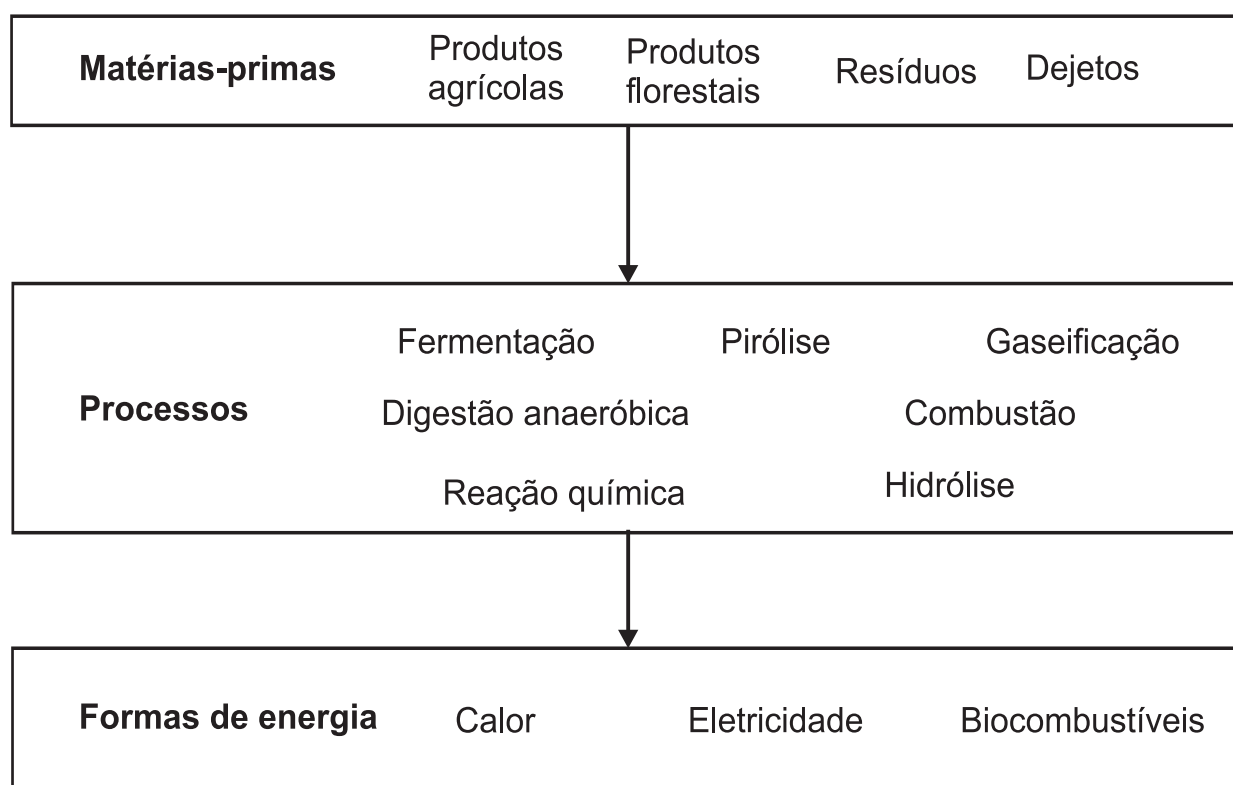 Matérias-primas
Produtos
agrícolas
Produtos
florestais
Resíduos
Dejetos
Processos
Fermentação
Pirólise
Gaseificação
Digestão anaeróbica
Combustão
Reação química
Hidrólise
Formas de energia
Calor
Eletricidade
Biocombustíveis